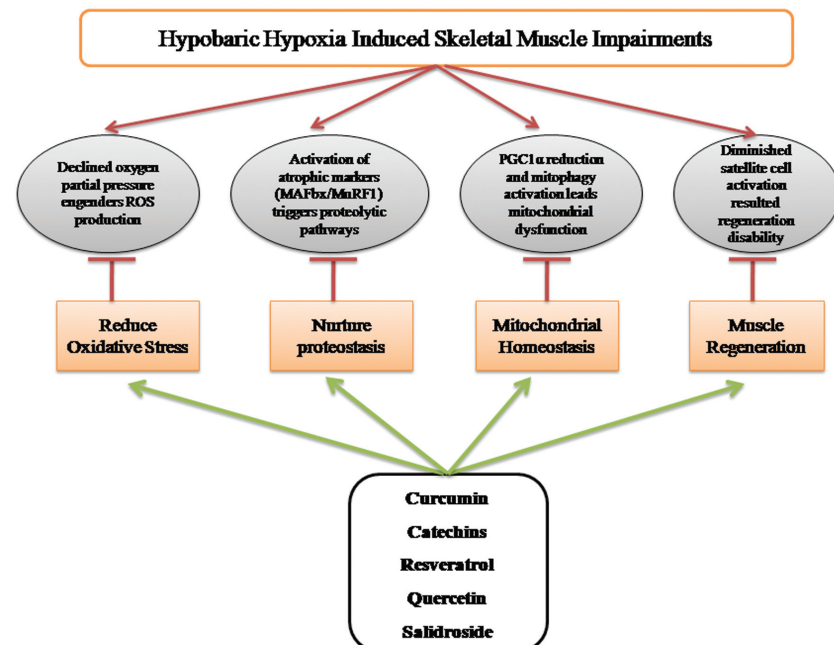 Hypobaric Hypoxia Induced Skeletal Muscle Impairments
Declined oxygen
partial pressure
engenders ROS
production
Activation of
atrophic markers
(MAFbx/MuRF1)
triggers proteolytic
pathways
PGC1α reduction
and mitophagy
activation leads
mitochondrial
dysfunction
Diminished
satellite cell
activation
resulted
regeneration
disability
Reduce
Oxidative Stress
Nurture
proteostasis
Mitochondrial
Homeostasis
Muscle
Regeneration
Curcumin
Catechins
Resveratrol
Quercetin
Salidroside